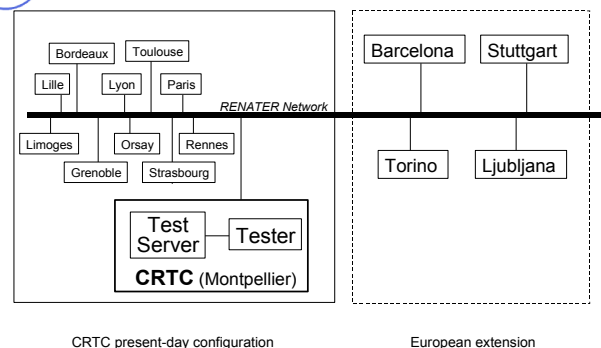 Bordeaux
Toulouse
Barcelona
Stuttgart
Lille
Lyon
Paris
RENATER Network
Limoges
Orsay
Rennes
Grenoble
Strasbourg
Torino
Ljubljana
Test
Server
Tester
CRTC (Montpellier)
CRTC present-day configuration
European extension